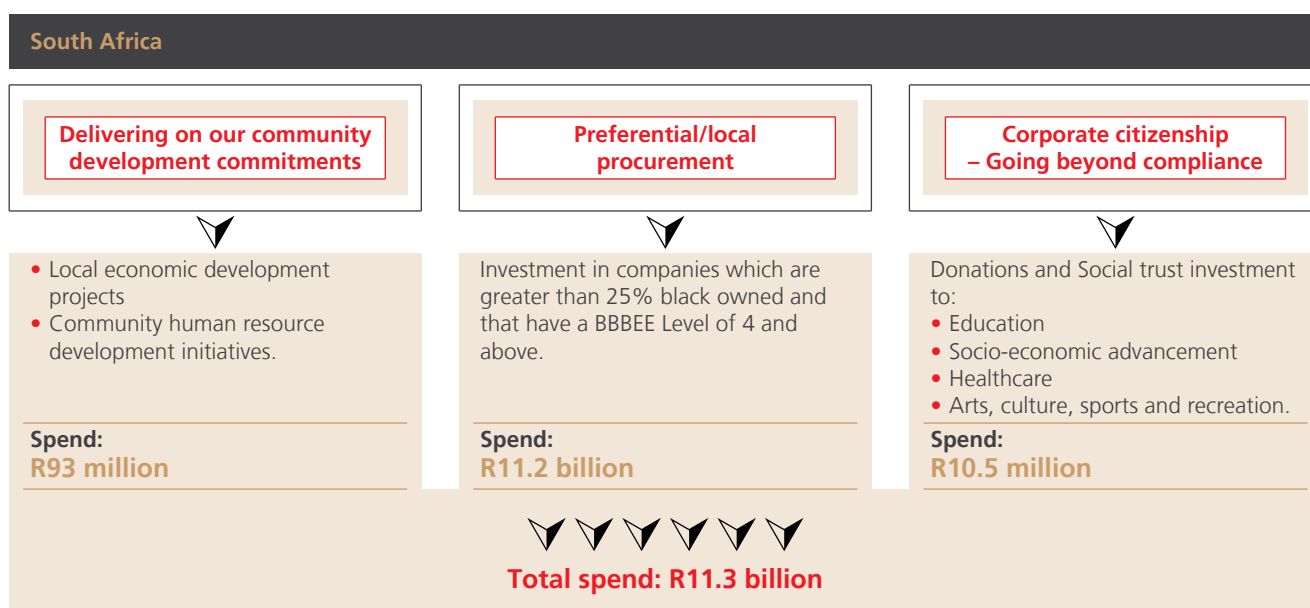 South Africa
Delivering on our community
development commitments
• Local economic development
projects
• Community human resource
development initiatives.
Spend:
R93 million
Preferential/local
procurement
Investment in companies which are
greater than 25% black owned and
that have a BBBEE Level of 4 and
above.
Spend:
R11.2 billion
Corporate citizenship
– Going beyond compliance
Donations and Social trust investment
to:
• Education
• Socio-economic advancement
• Healthcare
• Arts, culture, sports and recreation.
Spend:
R10.5 million
Total spend: R11.3 billion